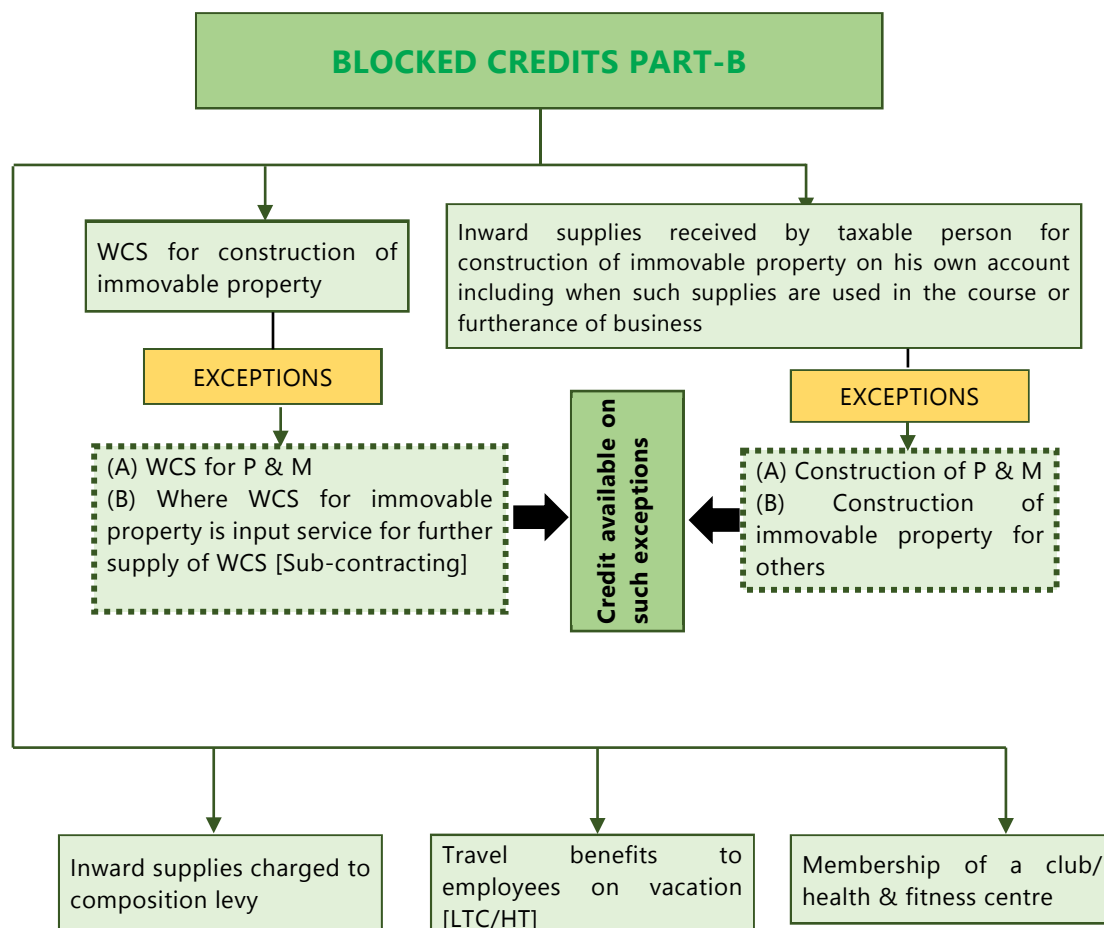 BLOCKED CREDITS PART-B
WCS for construction of
immovable property
Inward supplies received by taxable person for
construction of immovable property on his own account
including when such supplies are used in the course or
furtherance of business
EXCEPTIONS
EXCEPTIONS
(A) WCS for P & M
(B) Where WCS for immovable
property is input service for further
supply of WCS [Sub-contracting]
Credit available on
such exceptions
(A) Construction of P & M
(B) Construction of
immovable property for
others
Inward supplies charged to
composition levy
Travel benefits to
employees on vacation
[LTC/HT]
Membership of a club/
health & fitness centre